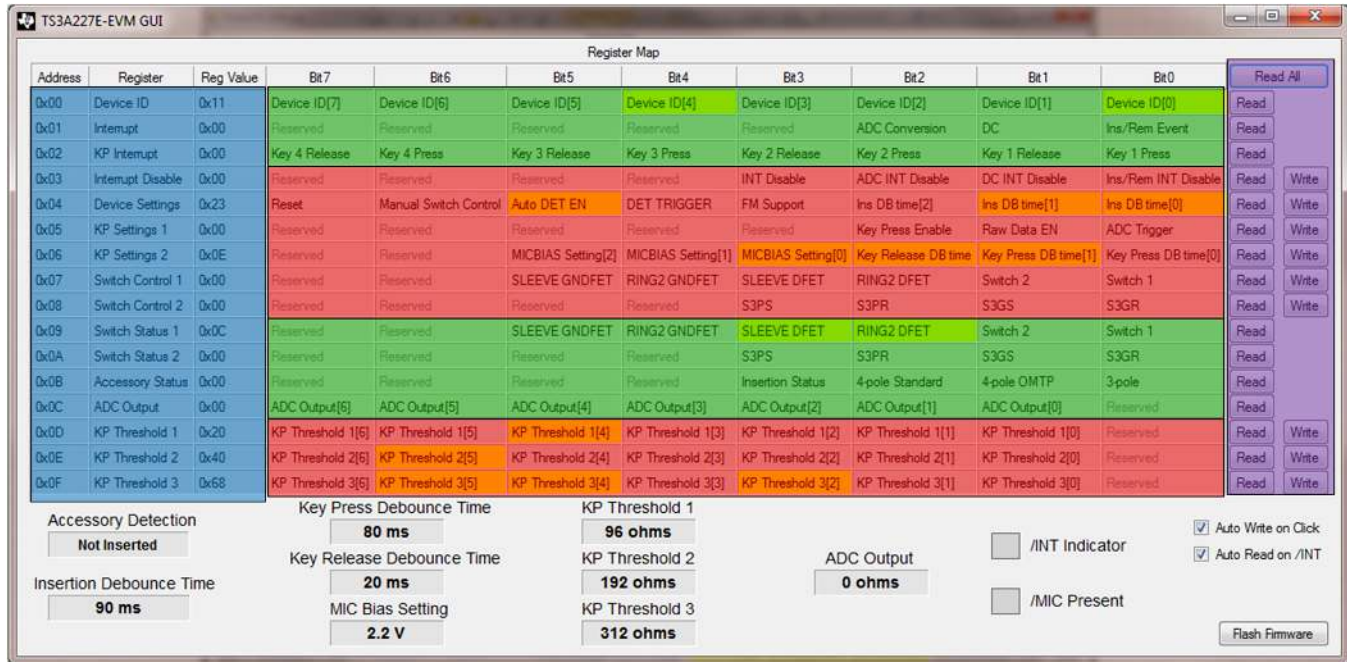 TS3A227E-EVM GUI
Register Map
Address Register Reg Value Bit7 Bit6 Bit5 Bit4 Bit3 Bit2 Bit1 Bit0 Read All
0x00 Device ID 0x11 Device ID[7] Device ID[6] Device ID[5] Device ID[4] Device ID[3] Device ID[2] Device ID[1] Device ID[0] Read
0x01 Interrupt 0x00 Reserved Reserved Reserved Reserved Reserved ADC Conversion DC Ins/Rem Event Read
0x02 KP Interrupt 0x00 Key 4 Release Key 4 Press Key 3 Release Key 3 Press Key 2 Release Key 2 Press Key 1 Release Key 1 Press Read
0x03 Interrupt Disable 0x00 Reserved Reserved Reserved Reserved INT Disable ADC INT Disable DC INT Disable Ins/Rem INT Disable Read Write
0x04 Device Settings 0x23 Reset Manual Switch Control Auto DET EN DET TRIGGER FM Support Ins DB time[2] Ins DB time[1] Ins DB time[0] Read Write
0x05 KP Settings 1 0x00 Reserved Reserved Reserved Reserved Reserved Key Press Enable Raw Data EN ADC Trigger Read Write
0x06 KP Settings 2 0x0E Reserved Reserved MICBIAS Setting[2] MICBIAS Setting[1] MICBIAS Setting[0] Key Release DB time Key Press DB time[1] Key Press DB time[0] Read Write
0x07 Switch Control 1 0x00 Reserved Reserved SLEEVE GNDFET RING2 GNDFET SLEEVE DFET RING2 DFET Switch 2 Switch 1 Read Write
0x08 Switch Control 2 0x00 Reserved Reserved Reserved Reserved S3PS S3PR S3GS S3GR Read Write
0x09 Switch Status 1 0x0C Reserved Reserved SLEEVE GNDFET RING2 GNDFET SLEEVE DFET RING2 DFET Switch 2 Switch 1 Read
0x0A Switch Status 2 0x00 Reserved Reserved Reserved Reserved S3PS S3PR S3GS S3GR Read
0x0B Accessory Status 0x00 Reserved Reserved Reserved Reserved Insertion Status 4-pole Standard 4-pole OMTP 3-pole Read
0x0C ADC Output 0x00 ADC Output[6] ADC Output[5] ADC Output[4] ADC Output[3] ADC Output[2] ADC Output[1] ADC Output[0] Reserved Read
0x0D KP Threshold 1 0x20 KP Threshold 1[6] KP Threshold 1[5] KP Threshold 1[4] KP Threshold 1[3] KP Threshold 1[2] KP Threshold 1[1] KP Threshold 1[0] Reserved Read Write
0x0E KP Threshold 2 0x40 KP Threshold 2[6] KP Threshold 2[5] KP Threshold 2[4] KP Threshold 2[3] KP Threshold 2[2] KP Threshold 2[1] KP Threshold 2[0] Reserved Read Write
0x0F KP Threshold 3 0x68 KP Threshold 3[6] KP Threshold 3[5] KP Threshold 3[4] KP Threshold 3[3] KP Threshold 3[2] KP Threshold 3[1] KP Threshold 3[0] Reserved Read Write
Accessory Detection
Not Inserted
Insertion Debounce Time
90 ms
Key Press Debounce Time
80 ms
Key Release Debounce Time
20 ms
MIC Bias Setting
2.2 V
KP Threshold 1
96 ohms
KP Threshold 2
192 ohms
KP Threshold 3
312 ohms
ADC Output
0 ohms
/INT Indicator
/MIC Present
Auto Write on Click
Auto Read on /INT
Flash Firmware